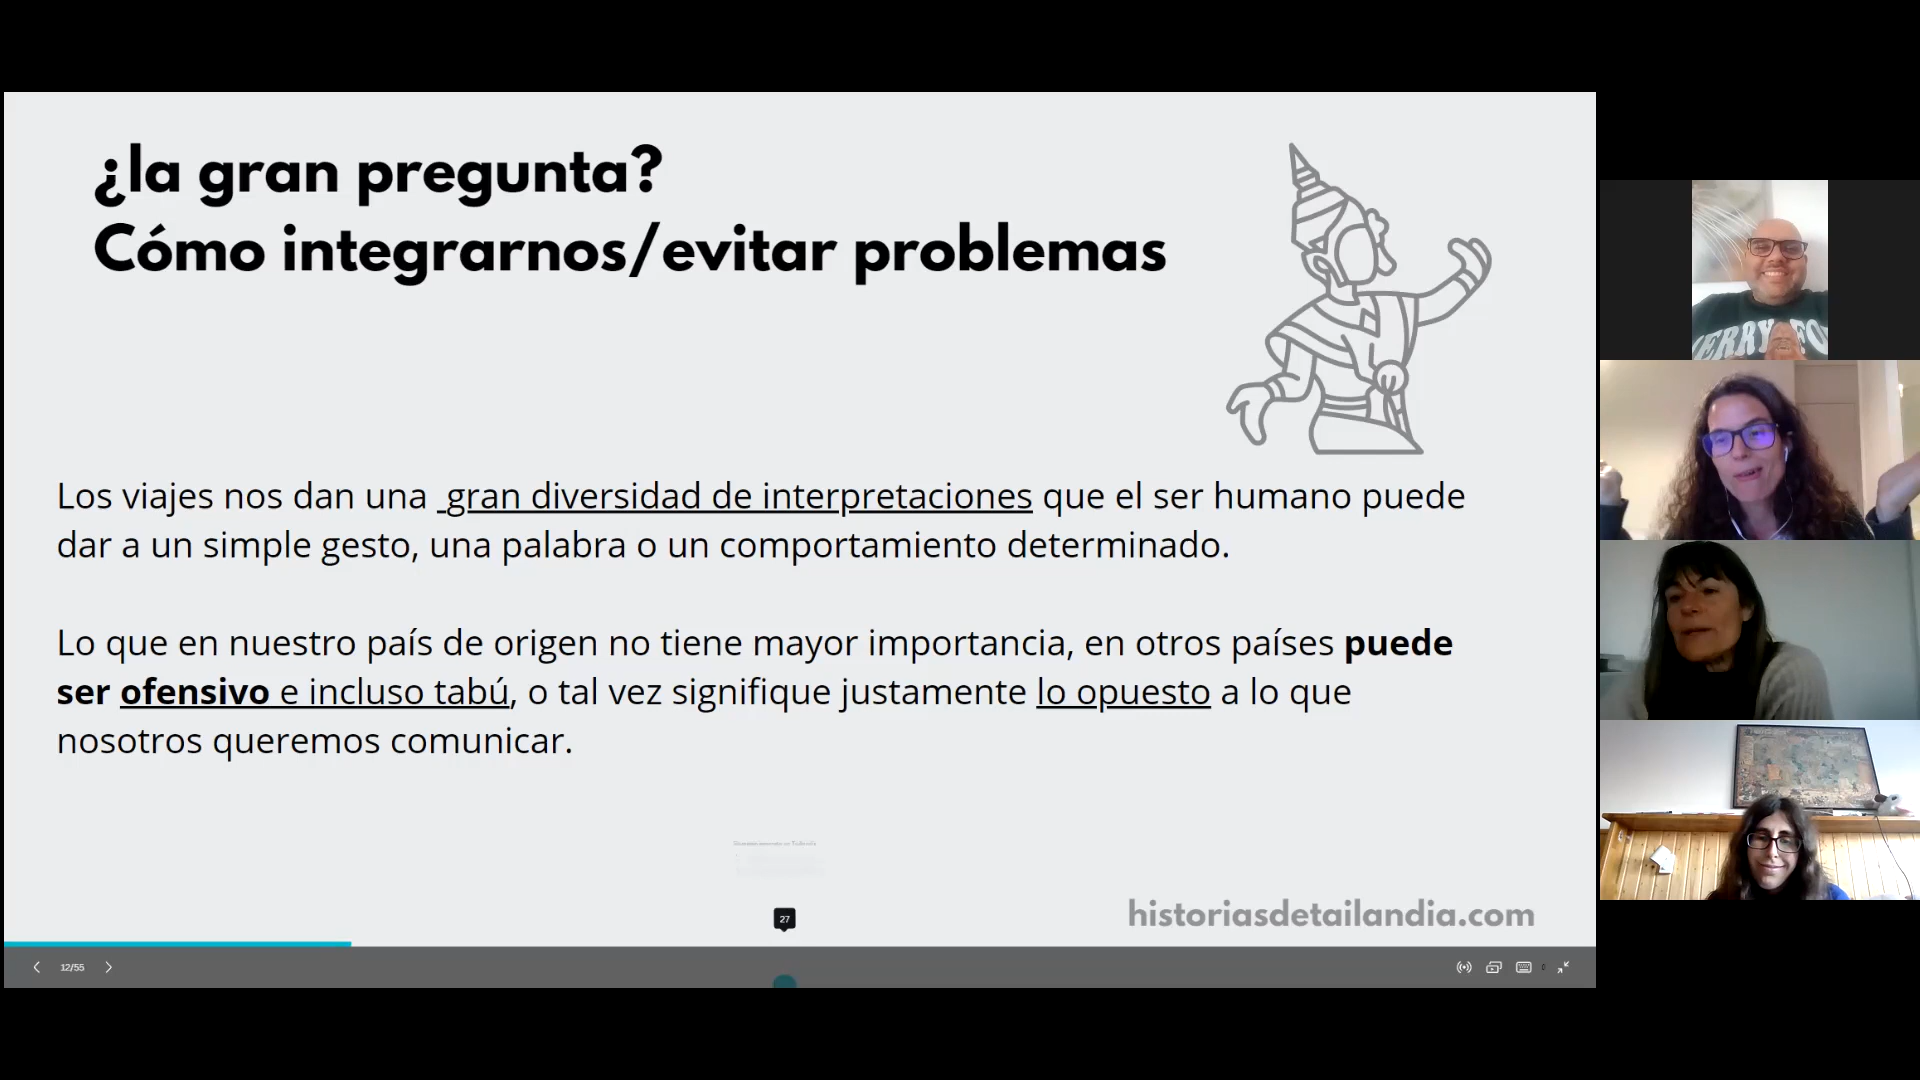 ¿la gran pregunta?
Cómo integrarnos/evitar problemas
Los viajes nos dan una gran diversidad de interpretaciones que el ser humano puede
dar a un simple gesto, una palabra o un comportamiento determinado.
Lo que en nuestro país de origen no tiene mayor importancia, en otros países puede
ser ofensivo e incluso tabú, o tal vez signifique justamente lo opuesto a lo que
nosotros queremos comunicar.
27
historiasdetailandia.com
12/55